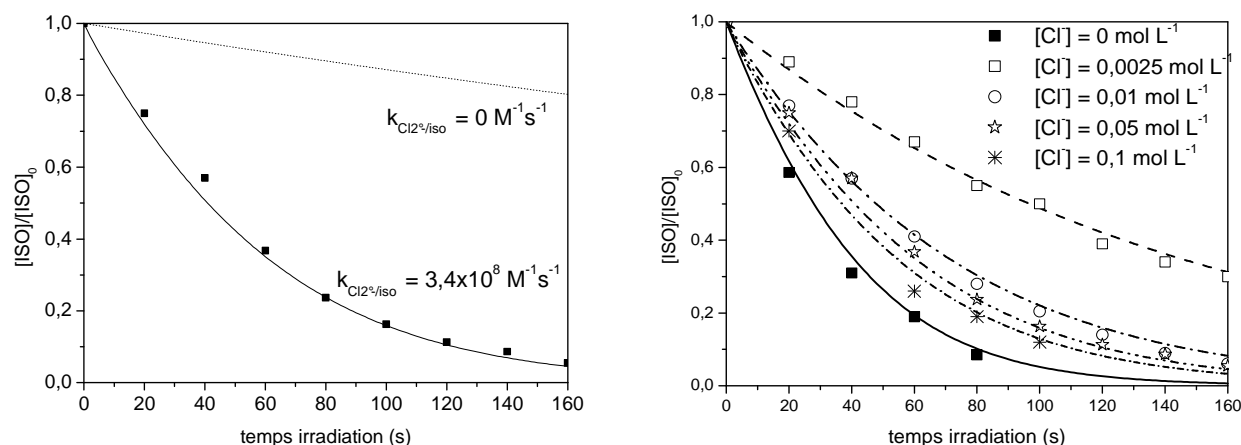 1,0
0,8
0,6
0,4
0,2
0,0
[ISO]/[ISO]0
kCl2°-/iso = 0 M-1s-1
kCl2°-/iso = 3,4x10^8 M-1s-1
0 20 40 60 80 100 120 140 160
temps irradiation (s)
1,0
0,8
0,6
0,4
0,2
0,0
[ISO]/[ISO]0
[Cl-] = 0 mol L-1
[Cl-] = 0,0025 mol L-1
[Cl-] = 0,01 mol L-1
[Cl-] = 0,05 mol L-1
[Cl-] = 0,1 mol L-1
0 20 40 60 80 100 120 140 160
temps irradiation (s)